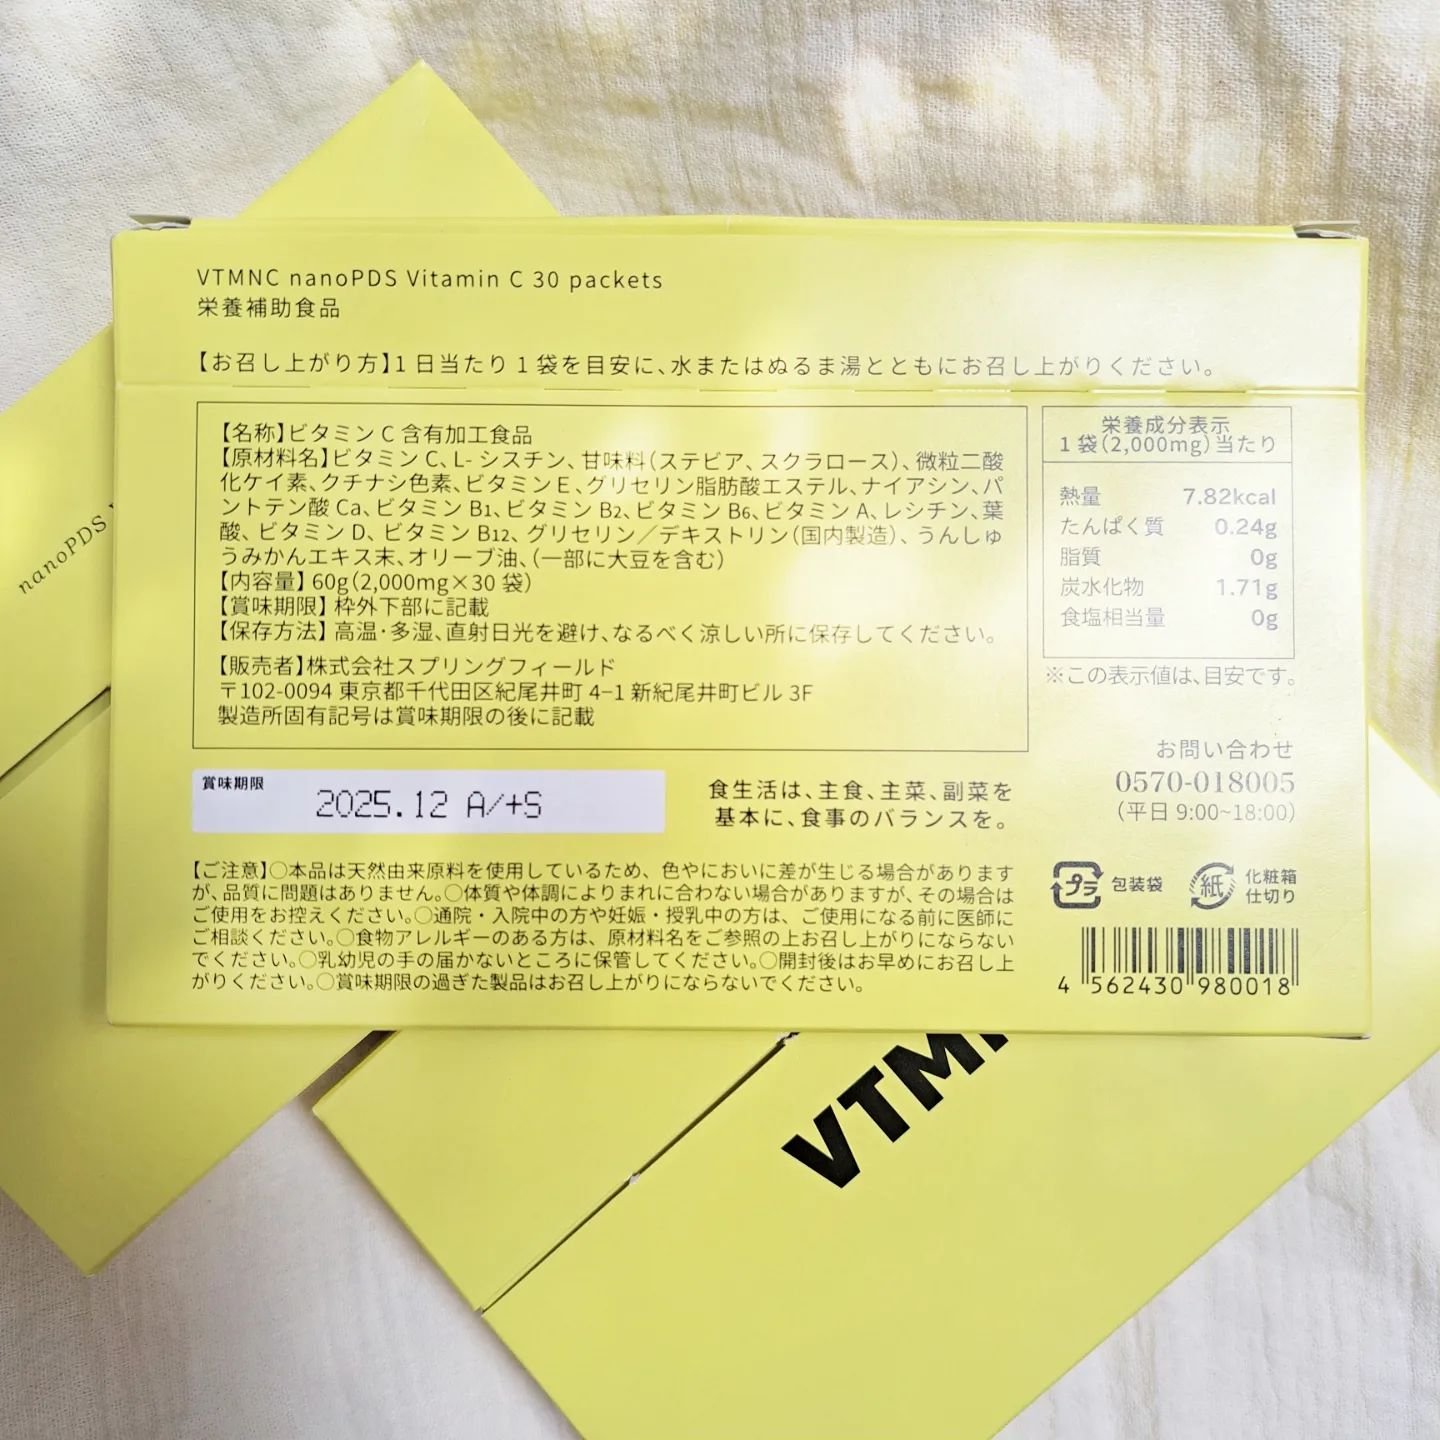 VTMNC nanoPDS Vitamin C 30 packets
栄養補助食品
【お召し上がり方】1日当たり1袋を目安に、水またはぬるま湯とともにお召し上がりください。
【名称】ビタミンC含有加工食品
【原材料名】ビタミンC、L-シスチン、甘味料(ステビア、スクラロース)、微粒二酸
化ケイ素、クチナシ色素、ビタミンE、グリセリン脂肪酸エステル、ナイアシン、パ
ントテン酸Ca、ビタミンB₁、ビタミンB₂、ビタミンB₆、ビタミンA、レシチン、葉
酸、ビタミンD、ビタミンB₁₂、グリセリン／デキストリン(国内製造)、うんしゅ
うみかんエキス末、オリーブ油、(一部に大豆を含む)
【内容量】60g(2,000mg×30袋)
【賞味期限】枠外下部に記載
【保存方法】高温・多湿、直射日光を避け、なるべく涼しい所に保存してください。
【販売者】株式会社スプリングフィールド
〒102-0094 東京都千代田区紀尾井町4−1 新紀尾井町ビル3F
製造所固有記号は賞味期限の後に記載
栄養成分表示
1袋(2,000mg)当たり
熱量 7.82kcal
たんぱく質 0.24g
脂質 0g
炭水化物 1.71g
食塩相当量 0g
※この表示値は、目安です。
お問い合わせ
0570-018005
(平日 9:00~18:00)
賞味期限
2025.12 A/+S
食生活は、主食、主菜、副菜を
基本に、食事のバランスを。
【ご注意】○本品は天然由来原料を使用しているため、色やにおいに差が生じる場合があります
が、品質に問題はありません。○体質や体調によりまれに合わない場合がありますが、その場合は
ご使用をお控えください。○通院・入院中の方や妊娠・授乳中の方は、ご使用になる前に医師に
ご相談ください。○食物アレルギーのある方は、原材料名をご参照の上お召し上がりにならない
でください。○乳幼児の手の届かないところに保管してください。○開封後はお早めにお召し上
がりください。○賞味期限の過ぎた製品はお召し上がりにならないでください。
プラ 包装袋
紙 化粧箱
仕切り
4 562430 980018
nanoPDS
VTM